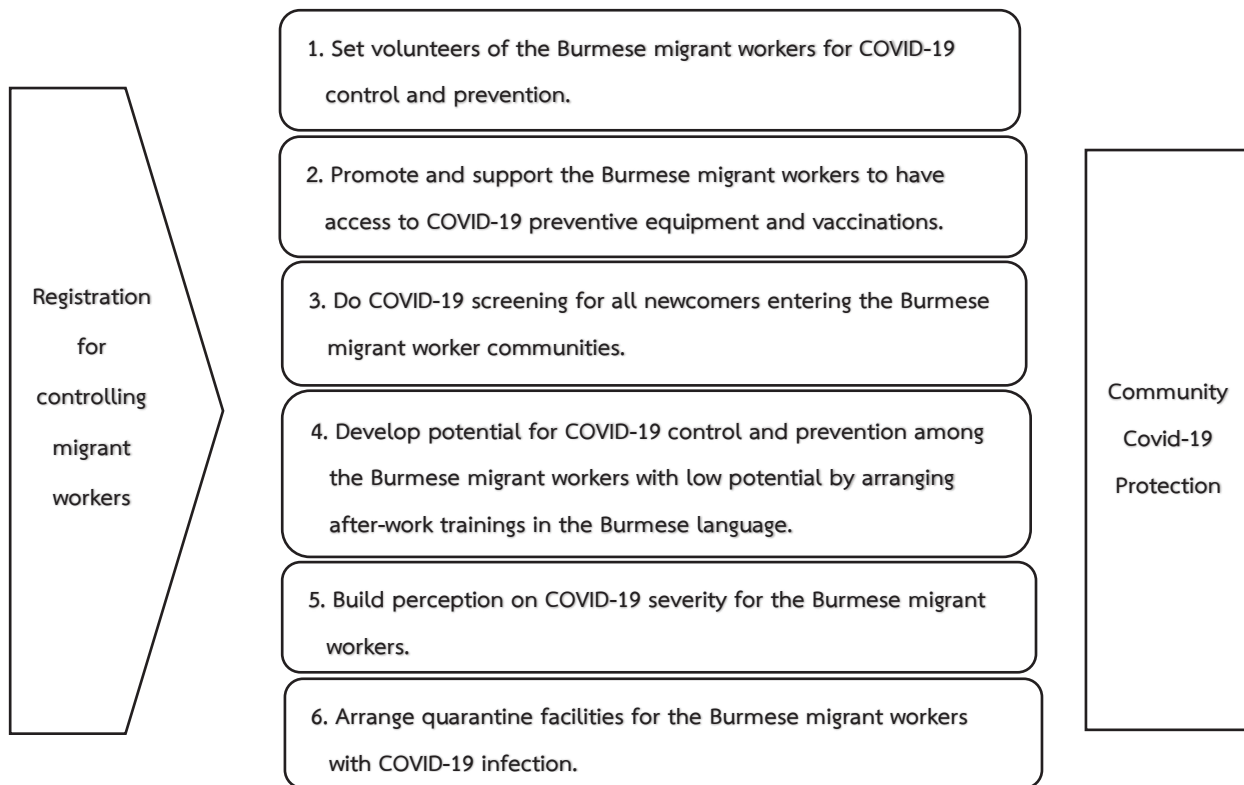 Registration
for
controlling
migrant
workers
1. Set volunteers of the Burmese migrant workers for COVID-19
control and prevention.
2. Promote and support the Burmese migrant workers to have
access to COVID-19 preventive equipment and vaccinations.
3. Do COVID-19 screening for all newcomers entering the Burmese
migrant worker communities.
4. Develop potential for COVID-19 control and prevention among
the Burmese migrant workers with low potential by arranging
after-work trainings in the Burmese language.
5. Build perception on COVID-19 severity for the Burmese migrant
workers.
6. Arrange quarantine facilities for the Burmese migrant workers
with COVID-19 infection.
Community
Covid-19
Protection